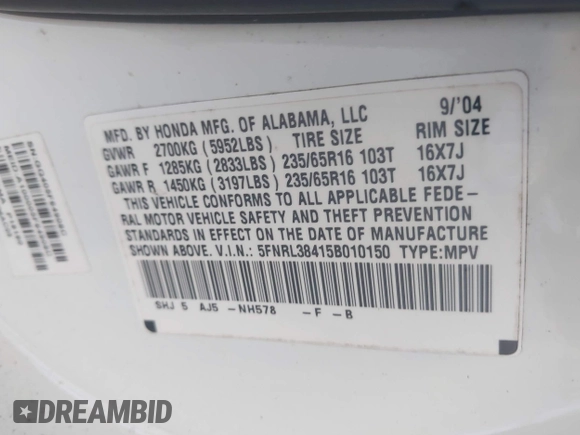 MFD. BY HONDA MFG. OF ALABAMA, LLC 9/'04
GVWR 2700KG (5952LBS) TIRE SIZE RIM SIZE
GAWR F 1285KG (2833LBS) 235/65R16 103T 16X7J
GAWR R 1450KG (3197LBS) 235/65R16 103T 16X7J
THIS VEHICLE CONFORMS TO ALL APPLICABLE FEDE-
RAL MOTOR VEHICLE SAFETY AND THEFT PREVENTION
STANDARDS IN EFFECT ON THE DATE OF MANUFACTURE
SHOWN ABOVE. V.I.N.: 5FNRL38415B010150 TYPE:MPV
SHJ 5 AJ5 -NH578 -F -B
DREAMBID